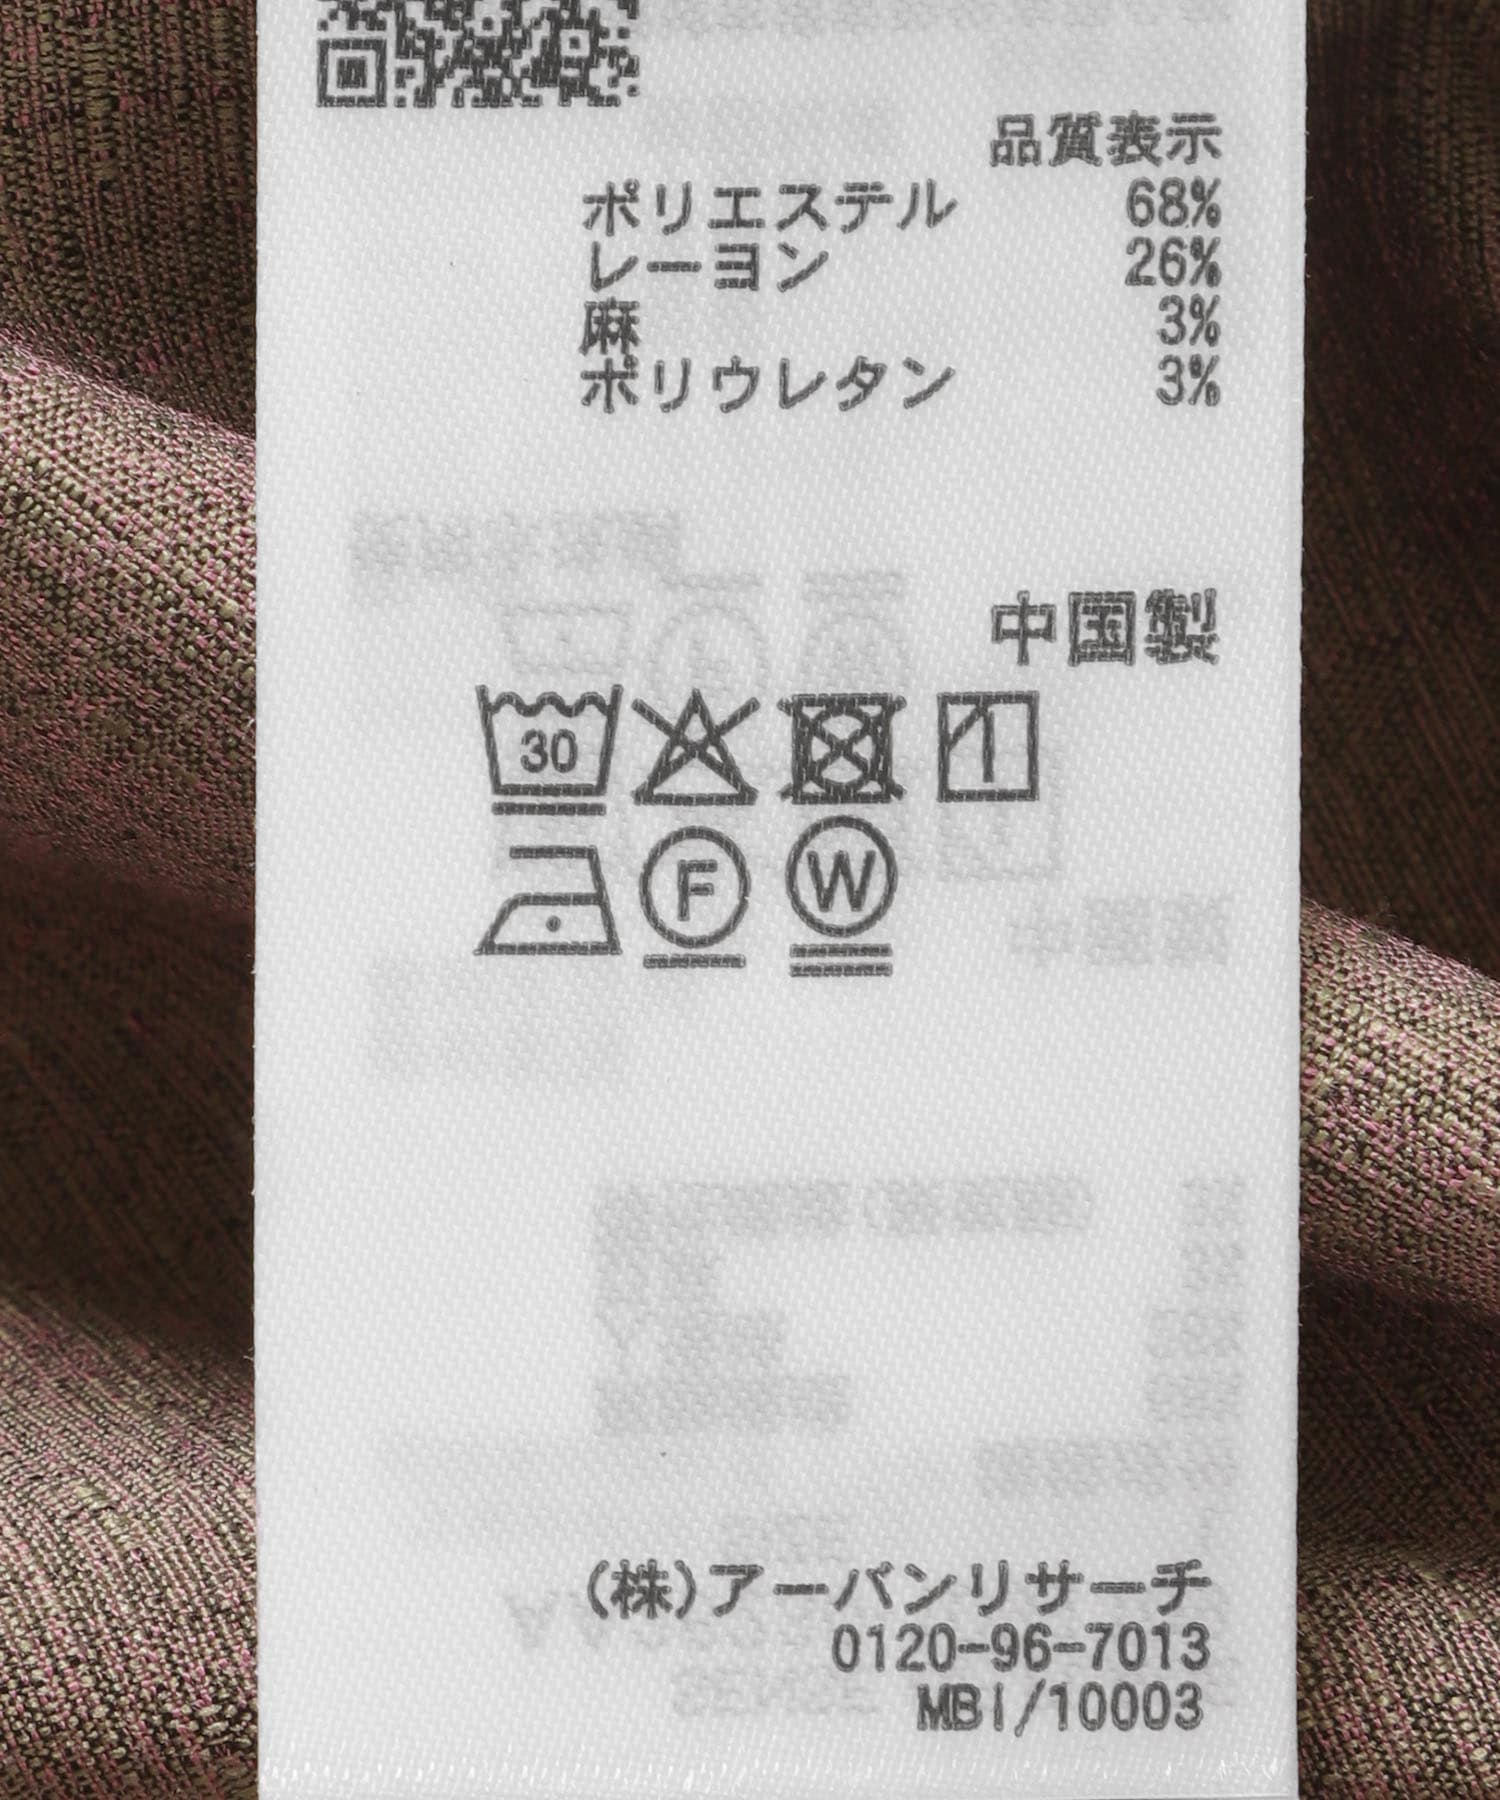 品質表示
ポリエステル 68%
レーヨン 26%
麻 3%
ポリウレタン 3%
中国製
30
F W
(株)アーバンリサーチ
0120-96-7013
MBI/10003